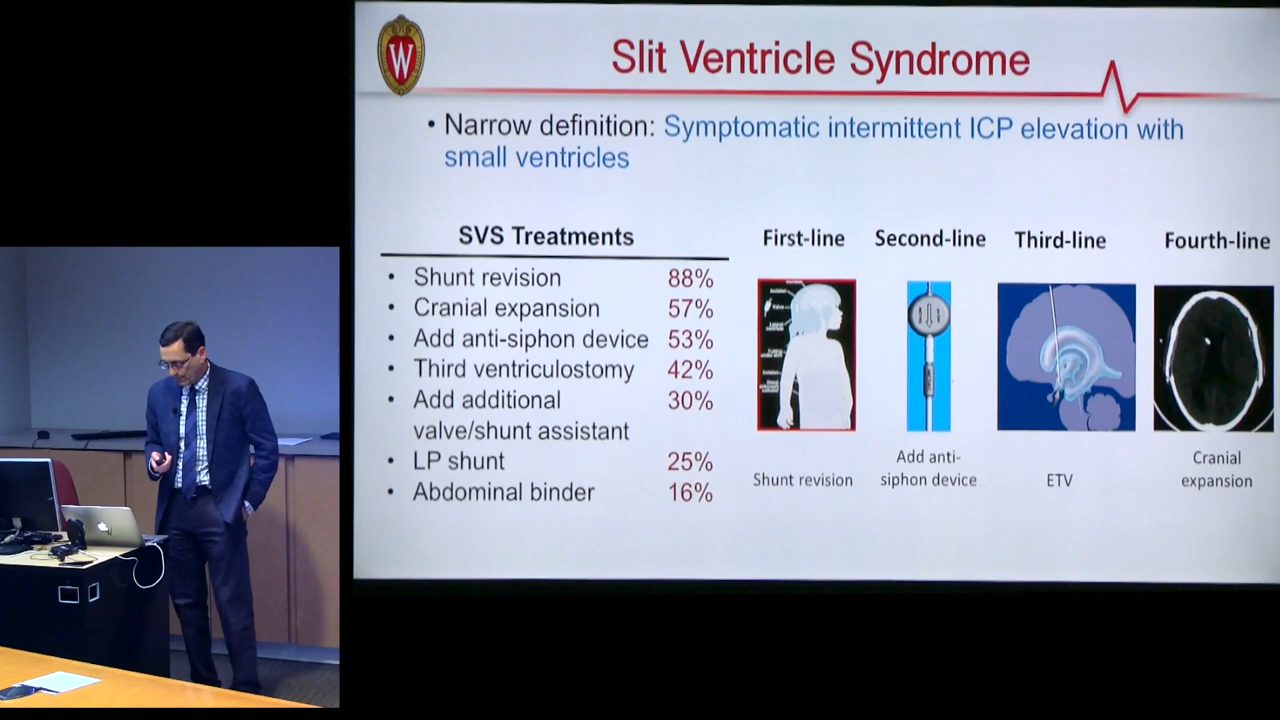 W
Slit Ventricle Syndrome
• Narrow definition: Symptomatic intermittent ICP elevation with
small ventricles
SVS Treatments
• Shunt revision 88%
• Cranial expansion 57%
• Add anti-siphon device 53%
• Third ventriculostomy 42%
• Add additional 30%
valve/shunt assistant
• LP shunt 25%
• Abdominal binder 16%
First-line
Second-line
Third-line
Fourth-line
Shunt revision
Add anti-
siphon device
ETV
Cranial
expansion